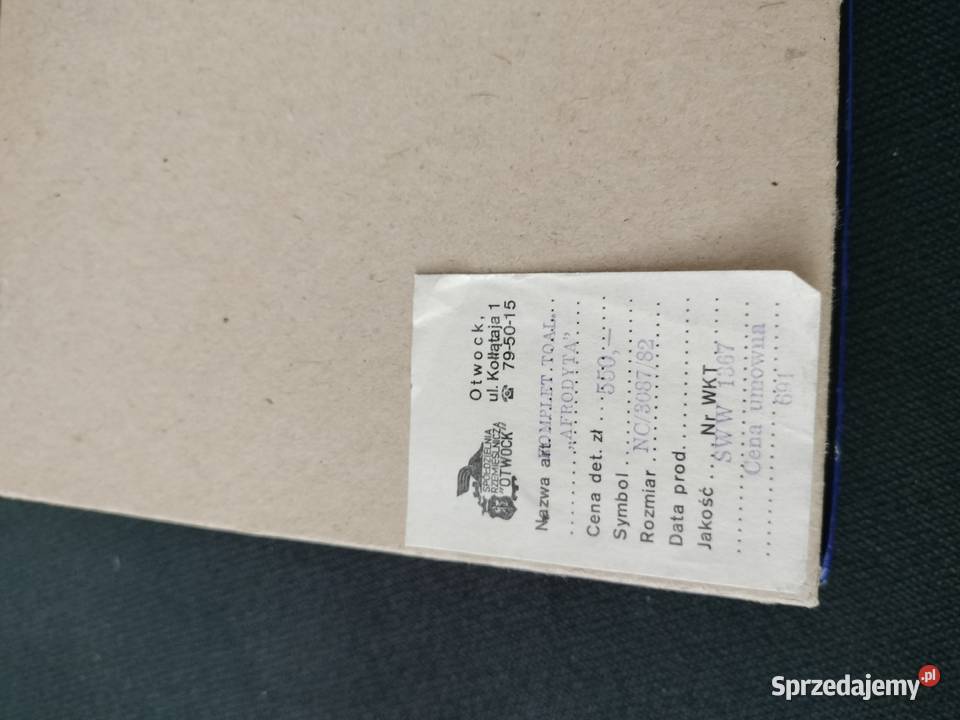 SPÓŁDZIELNIA
RZEMIEŚLNICZA
"OTWOCK"
Otwock,
ul. Kołłątaja 1
☎ 79-50-15
Nazwa art. KOMPLET TOAL.
"AFRODYTA"
Cena det. zł 550,—
Symbol
Rozmiar NC/3087/82
Data prod.
Jakość Nr WKT
SWW 1367
Cena umowna
691
Sprzedajemy.pl